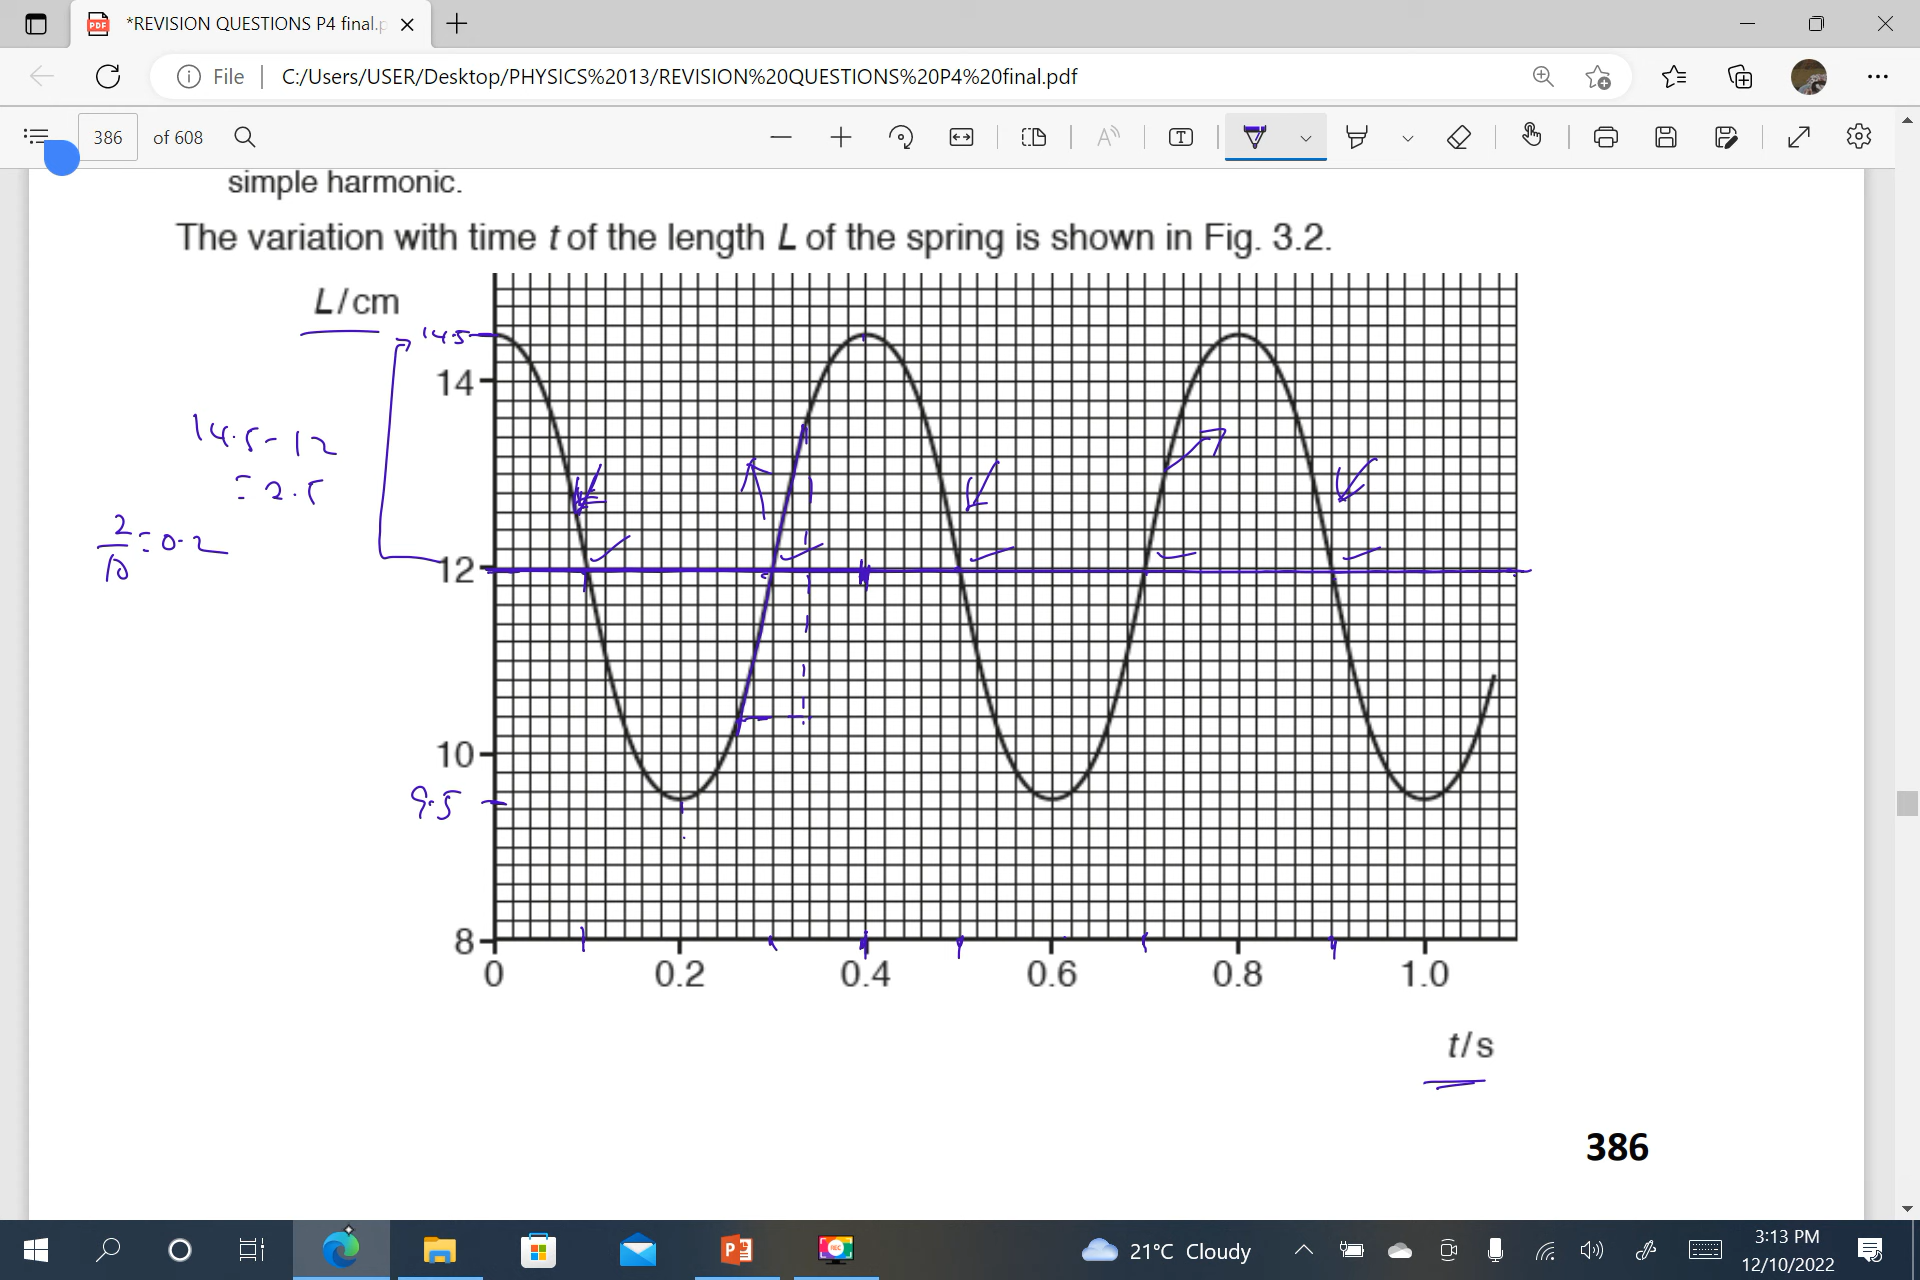 *REVISION QUESTIONS P4 final.p
File
C:/Users/USER/Desktop/PHYSICS%2013/REVISION%20QUESTIONS%20P4%20final.pdf
386 of 608
simple harmonic.
The variation with time t of the length L of the spring is shown in Fig. 3.2.
L/cm
14.5
14
14.5-12
= 2.5
2/10 = 0.2
12
10
9.5
8
0 0.2 0.4 0.6 0.8 1.0
t/s
386
21°C Cloudy
3:13 PM
12/10/2022